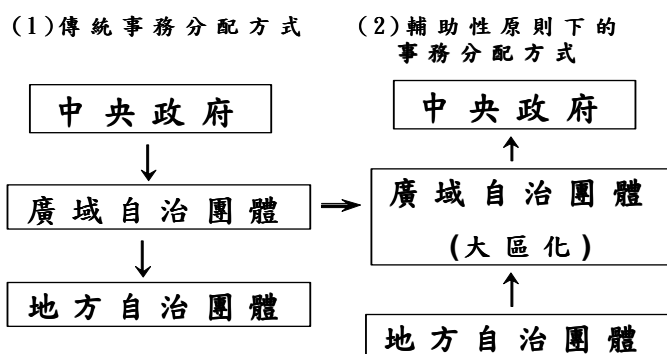 (1)傳統事務分配方式
中央政府
廣域自治團體
地方自治團體
(2)輔助性原則下的
事務分配方式
中央政府
廣域自治團體
(大區化)
地方自治團體